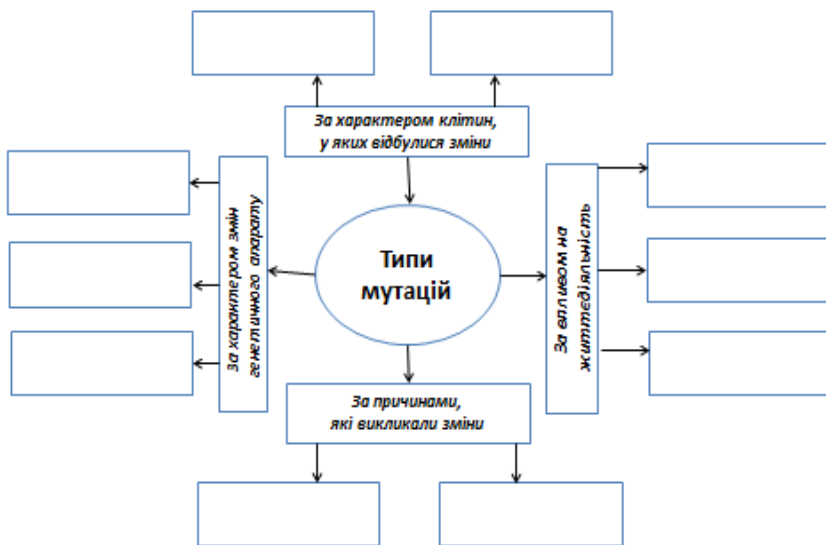 За характером клітин,
у яких відбулися зміни
За характером змін
генетичного апарату
Типи
мутацій
За впливом на
життєдіяльність
За причинами,
які викликали зміни